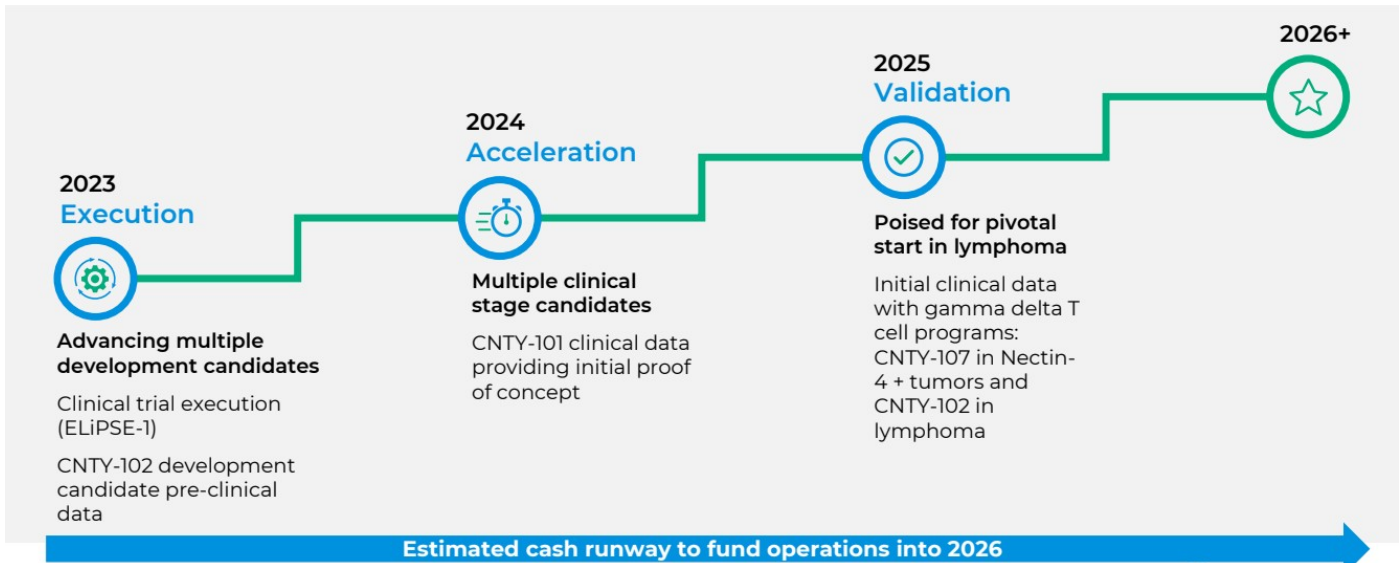 2023
Execution
Advancing multiple
development candidates
Clinical trial execution
(ELiPSE-1)
CNTY-102 development
candidate pre-clinical
data
2024
Acceleration
Multiple clinical
stage candidates
CNTY-101 clinical data
providing initial proof
of concept
2025
Validation
Poised for pivotal
start in lymphoma
Initial clinical data
with gamma delta T
cell programs:
CNTY-107 in Nectin-
4 + tumors and
CNTY-102 in
lymphoma
2026+
Estimated cash runway to fund operations into 2026